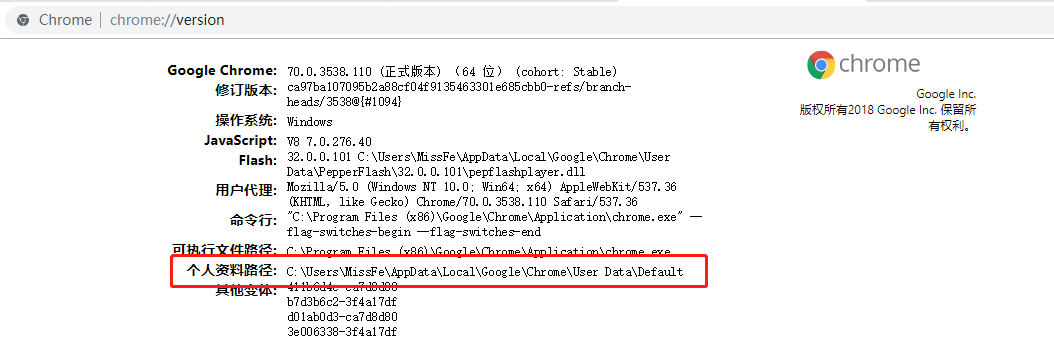 Chrome | chrome://version
chrome
Google Inc.
版权所有2018 Google Inc. 保留所
有权利。
Google Chrome: 70.0.3538.110 (正式版本) (64 位) (cohort: Stable)
修订版本: ca97ba107095b2a88cf04f9135463301e685cbb0-refs/branch-
heads/3538@{#1094}
操作系统: Windows
JavaScript: V8 7.0.276.40
Flash: 32.0.0.101 C:\Users\MissFe\AppData\Local\Google\Chrome\User
Data\PepperFlash\32.0.0.101\pepflashplayer.dll
用户代理: Mozilla/5.0 (Windows NT 10.0; Win64; x64) AppleWebKit/537.36
(KHTML, like Gecko) Chrome/70.0.3538.110 Safari/537.36
命令行: "C:\Program Files (x86)\Google\Chrome\Application\chrome.exe" —
flag-switches-begin —flag-switches-end
可执行文件路径: C:\Program Files (x86)\Google\Chrome\Application\chrome.exe
个人资料路径: C:\Users\MissFe\AppData\Local\Google\Chrome\User Data\Default
其他变体: 411b6d4c-ca7d8d80
b7d3b6c2-3f4a17df
d01ab0d3-ca7d8d80
3e006338-3f4a17df